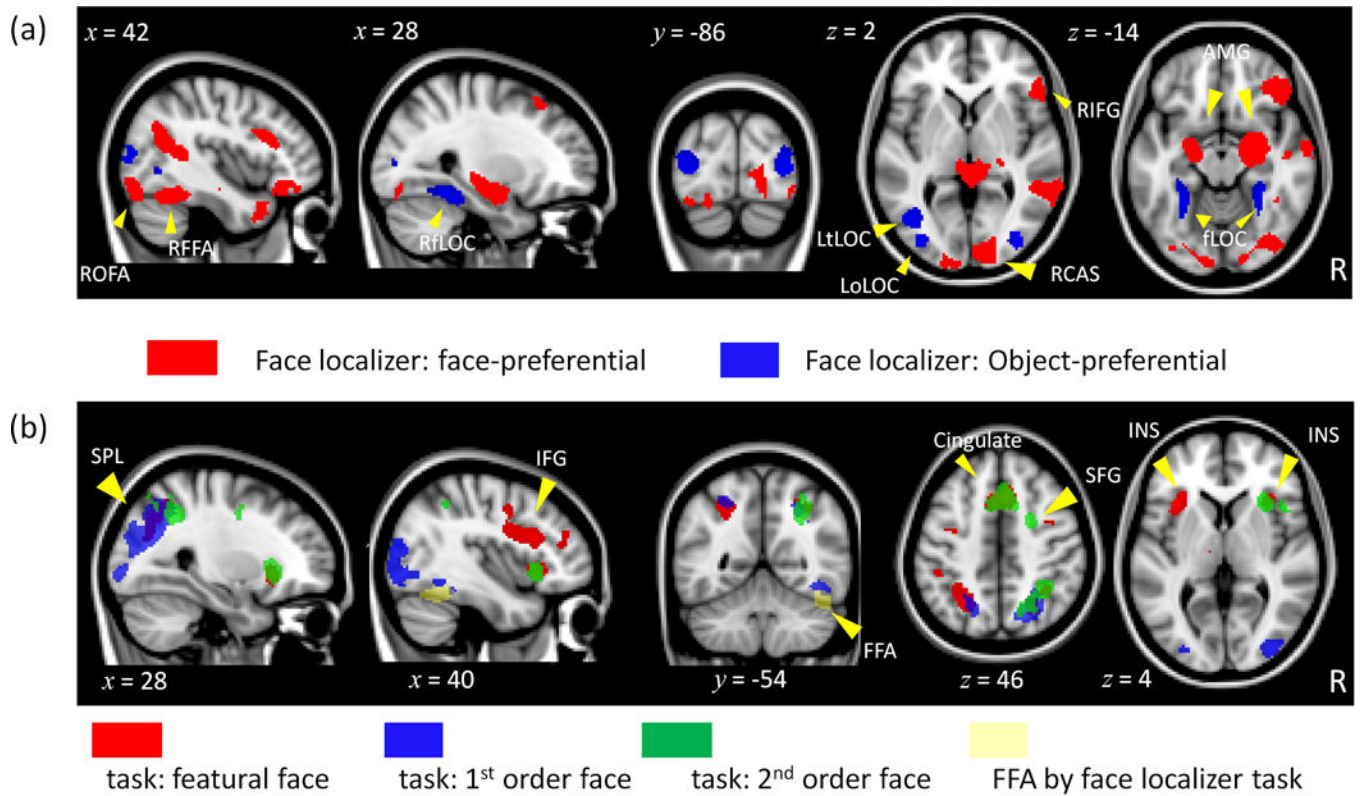 (a)
x = 42
x = 28
y = -86
z = 2
z = -14
AMG
RIFG
RFFA
RfLOC
LtLOC
fLOC
ROFA
LoLOC
RCAS
R
Face localizer: face-preferential
Face localizer: Object-preferential
(b)
SPL
IFG
Cingulate
SFG
INS
INS
FFA
x = 28
x = 40
y = -54
z = 46
z = 4
R
task: featural face
task: 1st order face
task: 2nd order face
FFA by face localizer task